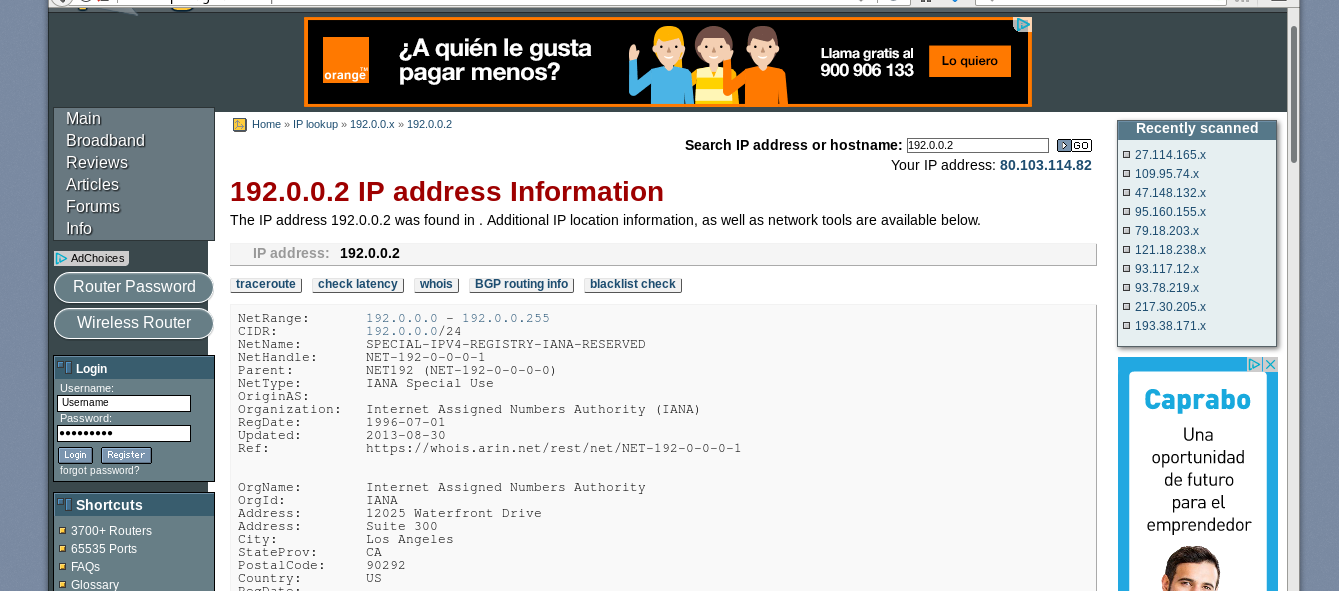 ¿A quién le gusta
pagar menos?
orange™
Llama gratis al
900 906 133
Lo quiero
Main
Broadband
Reviews
Articles
Forums
Info
AdChoices
Router Password
Wireless Router
Login
Username:
Username
Password:
•••••••••
Login Register
forgot password?
Shortcuts
3700+ Routers
65535 Ports
FAQs
Glossary
Home » IP lookup » 192.0.0.x » 192.0.0.2
Search IP address or hostname: 192.0.0.2 GO
Your IP address: 80.103.114.82
192.0.0.2 IP address Information
The IP address 192.0.0.2 was found in . Additional IP location information, as well as network tools are available below.
IP address: 192.0.0.2
traceroute check latency whois BGP routing info blacklist check
NetRange: 192.0.0.0 - 192.0.0.255
CIDR: 192.0.0.0/24
NetName: SPECIAL-IPV4-REGISTRY-IANA-RESERVED
NetHandle: NET-192-0-0-0-1
Parent: NET192 (NET-192-0-0-0-0)
NetType: IANA Special Use
OriginAS:
Organization: Internet Assigned Numbers Authority (IANA)
RegDate: 1996-07-01
Updated: 2013-08-30
Ref: https://whois.arin.net/rest/net/NET-192-0-0-0-1
OrgName: Internet Assigned Numbers Authority
OrgId: IANA
Address: 12025 Waterfront Drive
Address: Suite 300
City: Los Angeles
StateProv: CA
PostalCode: 90292
Country: US
Recently scanned
27.114.165.x
109.95.74.x
47.148.132.x
95.160.155.x
79.18.203.x
121.18.238.x
93.117.12.x
93.78.219.x
217.30.205.x
193.38.171.x
Caprabo
Una
oportunidad
de futuro
para el
emprendedor